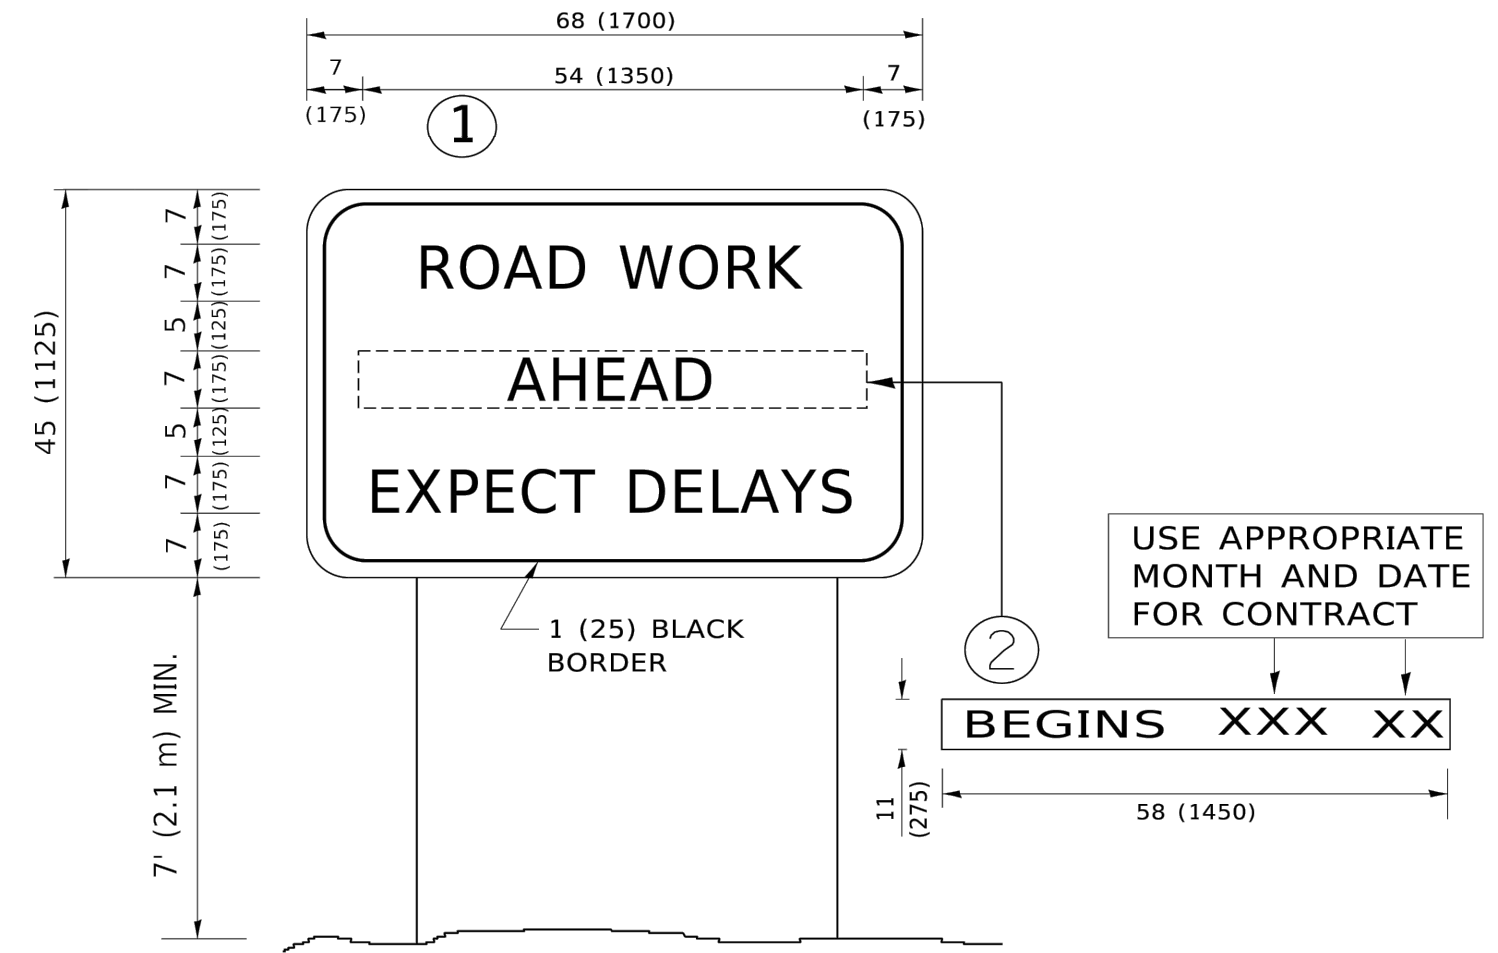 68 (1700)
7
54 (1350)
7
(175)
(175)
1
7 (175)
7 (175)
5 (125)
7 (175)
5 (125)
7 (175)
7 (175)
45 (1125)
ROAD WORK
AHEAD
EXPECT DELAYS
1 (25) BLACK
BORDER
7' (2.1 m) MIN.
2
USE APPROPRIATE
MONTH AND DATE
FOR CONTRACT
BEGINS XXX XX
11
(275)
58 (1450)